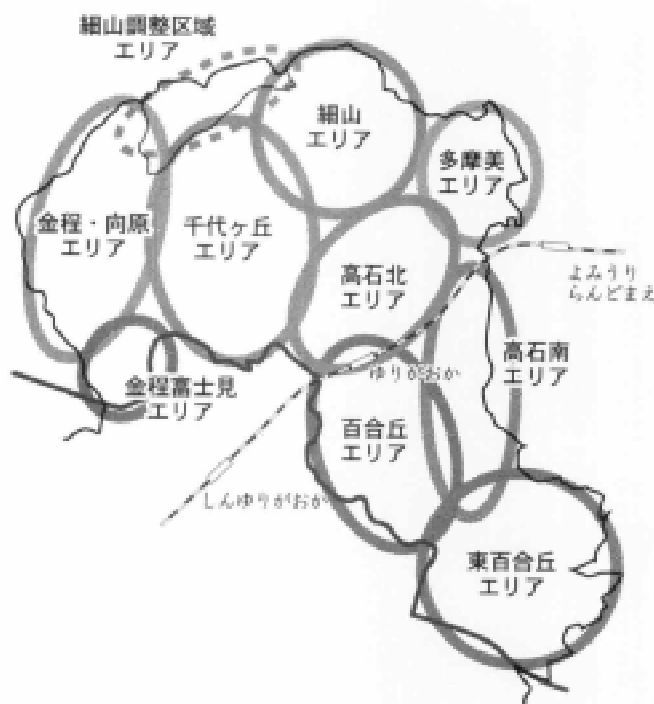 細山調整区域
エリア
細山
エリア
多摩美
エリア
金程・向原
エリア
千代ヶ丘
エリア
高石北
エリア
よみうり
らんどまえ
高石南
エリア
ゆりがおか
金程富士見
エリア
百合丘
エリア
しんゆりがおか
東百合丘
エリア